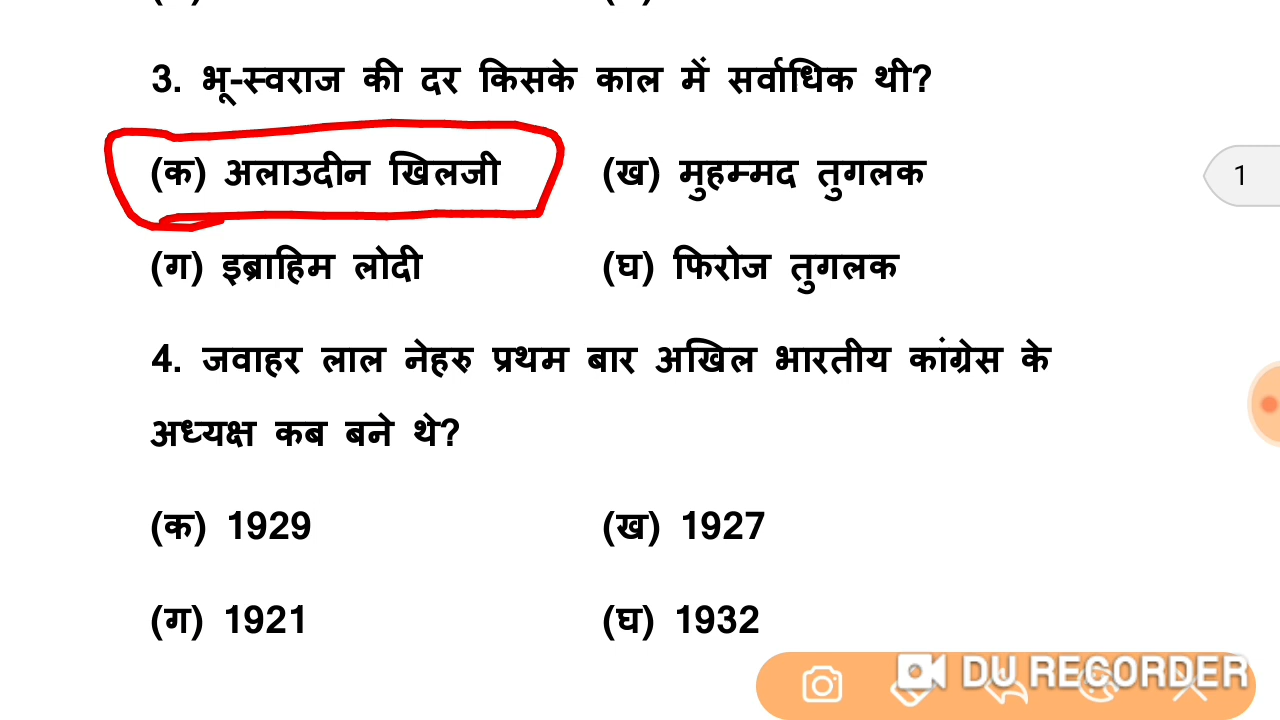 3. भू-स्वराज की दर किसके काल में सर्वाधिक थी?
(क) अलाउदीन खिलजी (ख) मुहम्मद तुगलक
1
(ग) इब्राहिम लोदी (घ) फिरोज तुगलक
4. जवाहर लाल नेहरु प्रथम बार अखिल भारतीय कांग्रेस के
अध्यक्ष कब बने थे?
(क) 1929 (ख) 1927
(ग) 1921 (घ) 1932
DU RECORDER